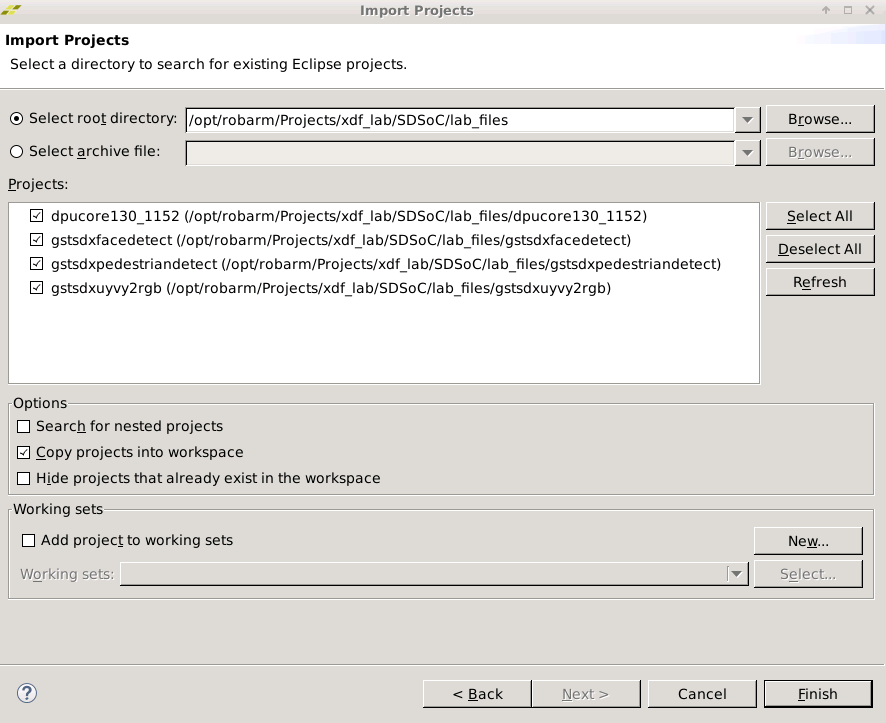 Import Projects
Import Projects
Select a directory to search for existing Eclipse projects.
Select root directory: /opt/robarm/Projects/xdf_lab/SDSoC/lab_files Browse...
Select archive file: Browse...
Projects:
dpucore130_1152 (/opt/robarm/Projects/xdf_lab/SDSoC/lab_files/dpucore130_1152) Select All
gstsdxfacedetect (/opt/robarm/Projects/xdf_lab/SDSoC/lab_files/gstsdxfacedetect)
Deselect All
gstsdxpedestriandetect (/opt/robarm/Projects/xdf_lab/SDSoC/lab_files/gstsdxpedestriandetect)
gstsdxuyvy2rgb (/opt/robarm/Projects/xdf_lab/SDSoC/lab_files/gstsdxuyvy2rgb) Refresh
Options
Search for nested projects
Copy projects into workspace
Hide projects that already exist in the workspace
Working sets
Add project to working sets New...
Working sets: Select...
? < Back Next > Cancel Finish